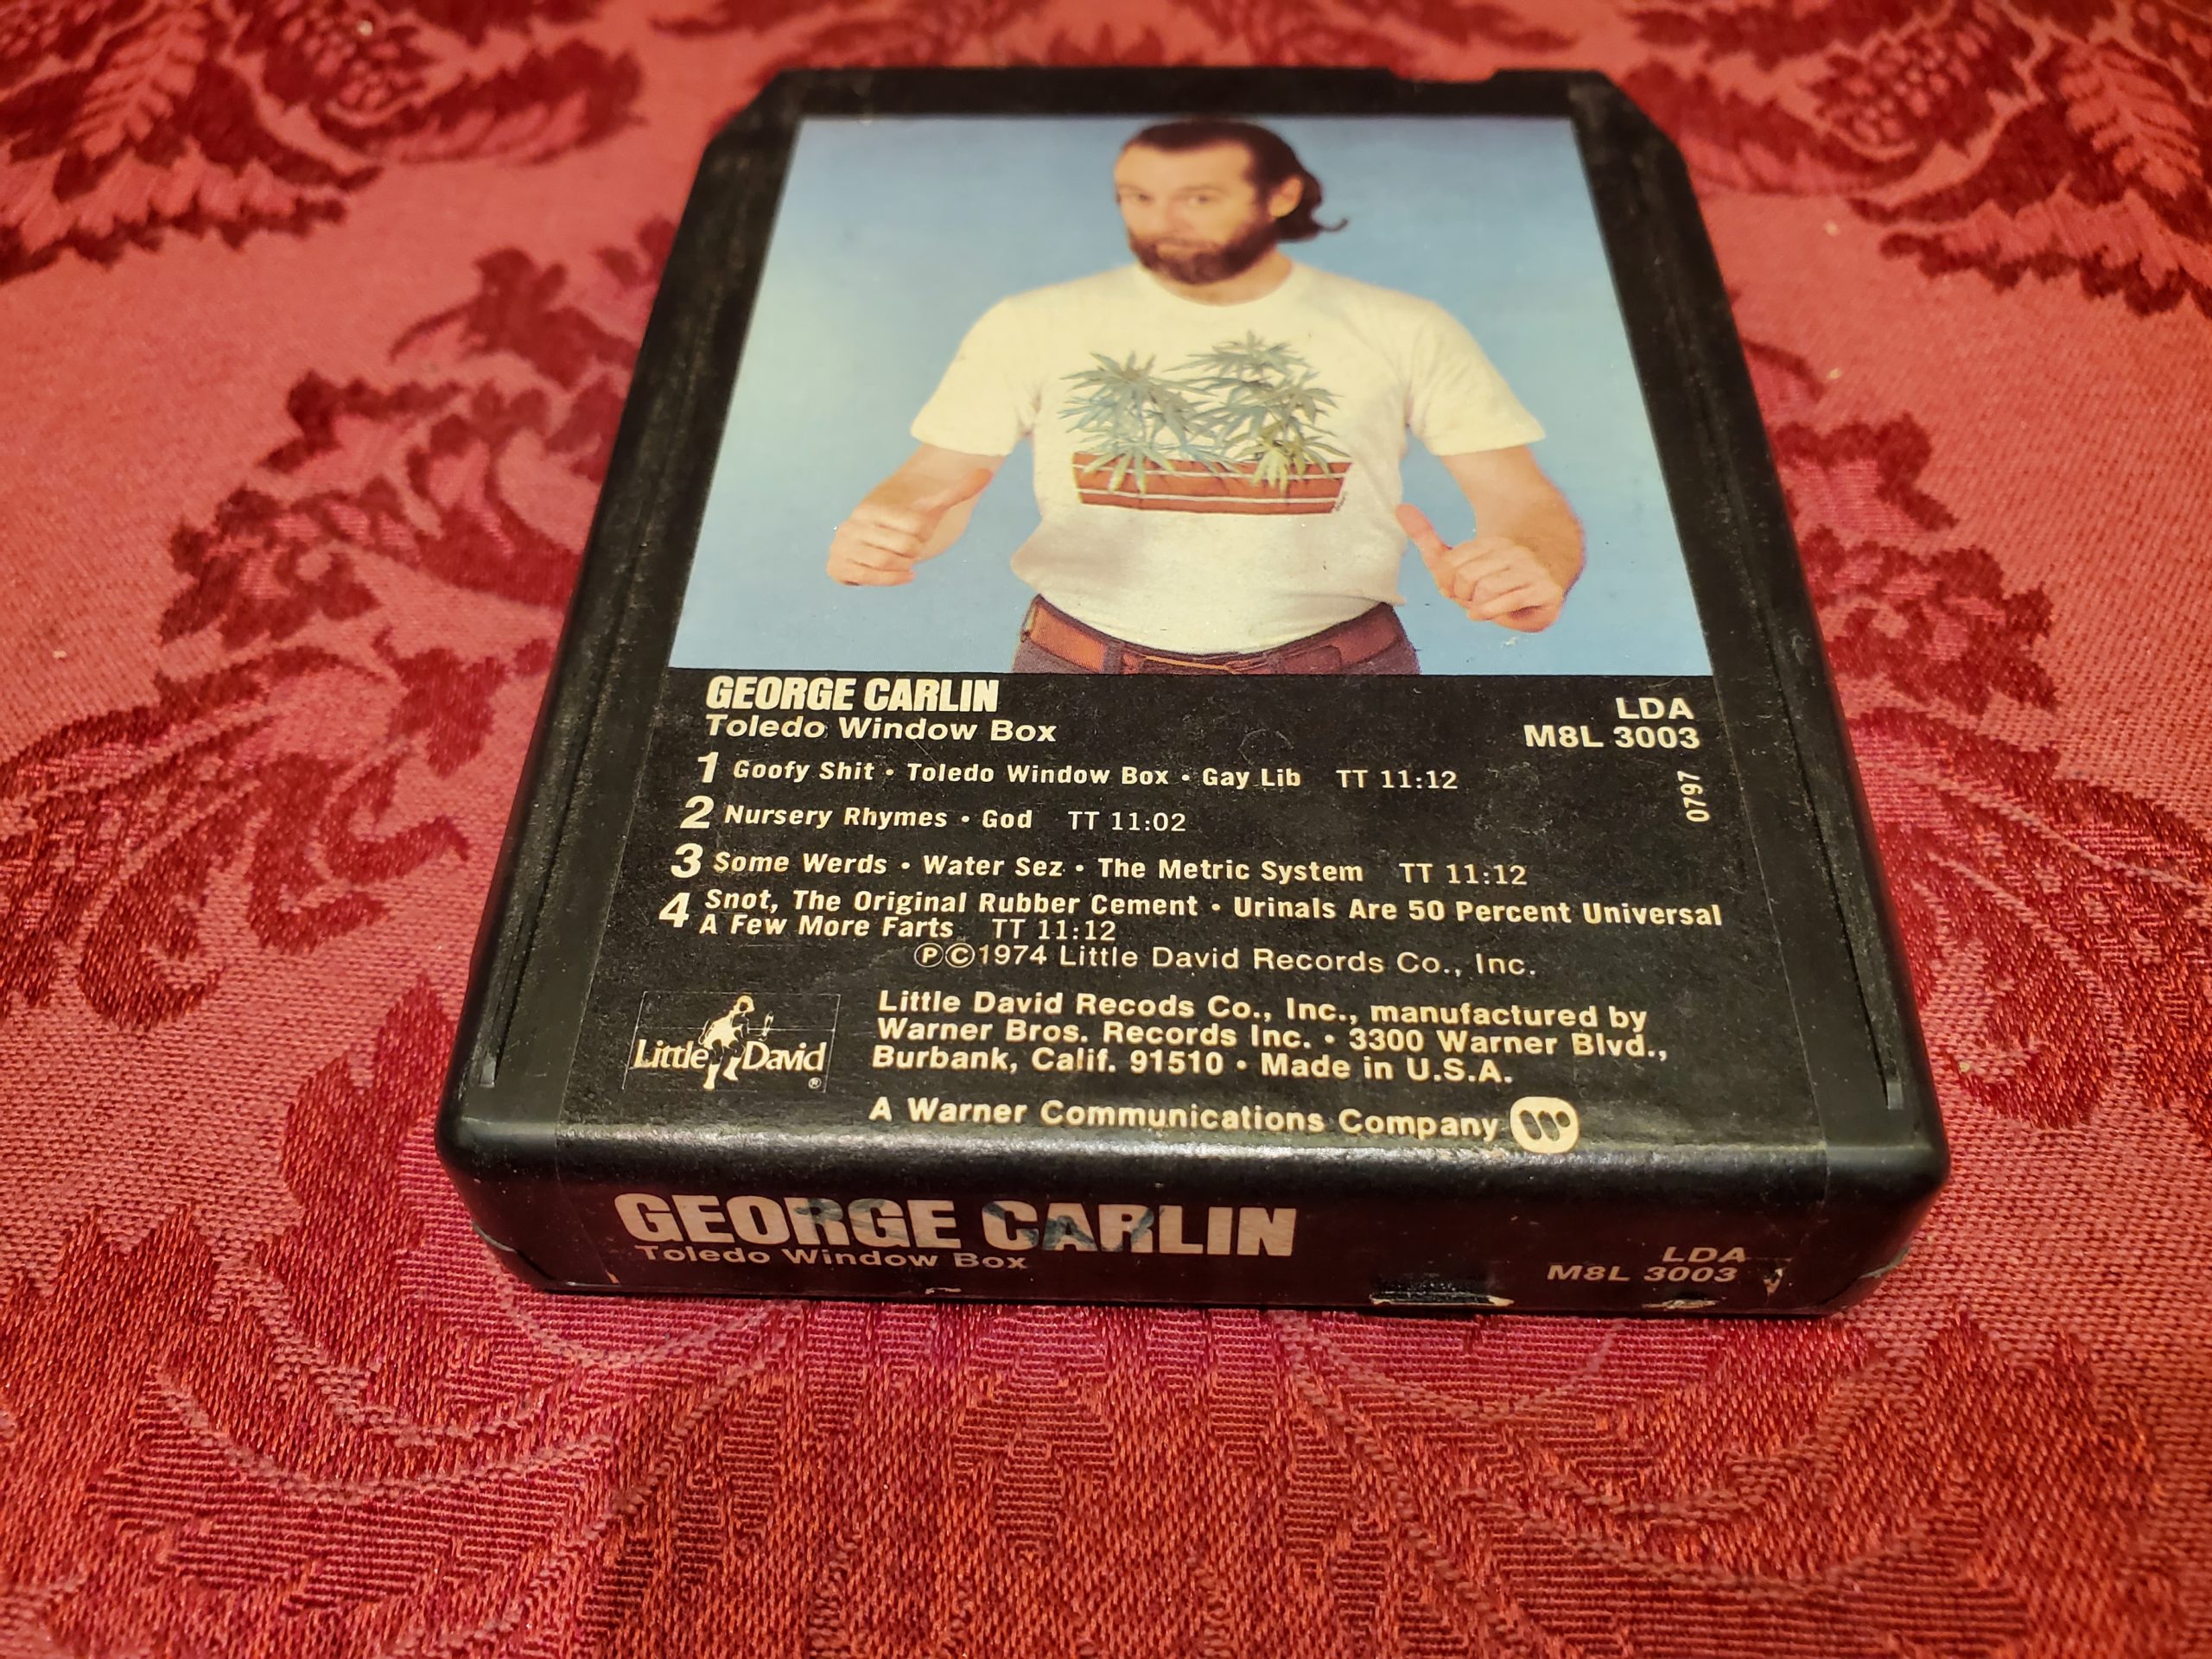 GEORGE CARLIN
Toledo Window Box
LDA
M8L 3003
0797
1 Goofy Shit • Toledo Window Box • Gay Lib TT 11:12
2 Nursery Rhymes • God TT 11:02
3 Some Werds • Water Sez • The Metric System TT 11:12
4 Snot, The Original Rubber Cement • Urinals Are 50 Percent Universal
A Few More Farts TT 11:12
ⓅⒸ1974 Little David Records Co., Inc.
Little David ®
Little David Recods Co., Inc., manufactured by
Warner Bros. Records Inc. • 3300 Warner Blvd.,
Burbank, Calif. 91510 • Made in U.S.A.
A Warner Communications Company
GEORGE CARLIN
Toledo Window Box
LDA
M8L 3003